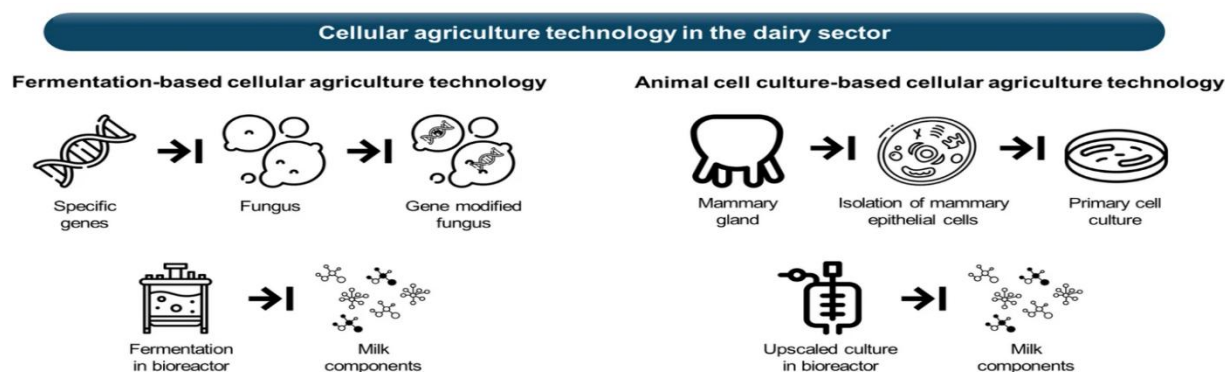 Cellular agriculture technology in the dairy sector
Fermentation-based cellular agriculture technology
Specific
genes
Fungus
Gene modified
fungus
Fermentation
in bioreactor
Milk
components
Animal cell culture-based cellular agriculture technology
Mammary
gland
Isolation of mammary
epithelial cells
Primary cell
culture
Upscaled culture
in bioreactor
Milk
components